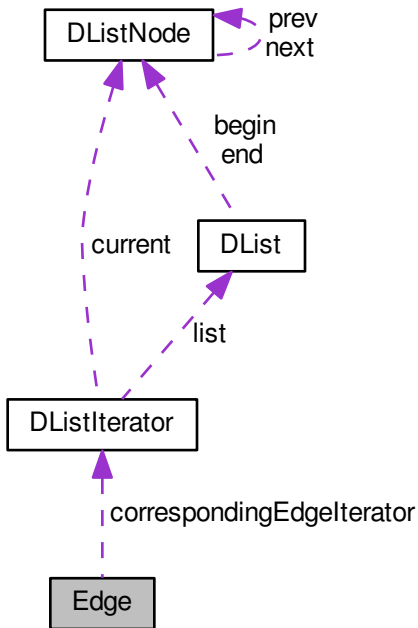 DListNode
prev
next
begin
end
current
DList
list
DListIterator
correspondingEdgeIterator
Edge